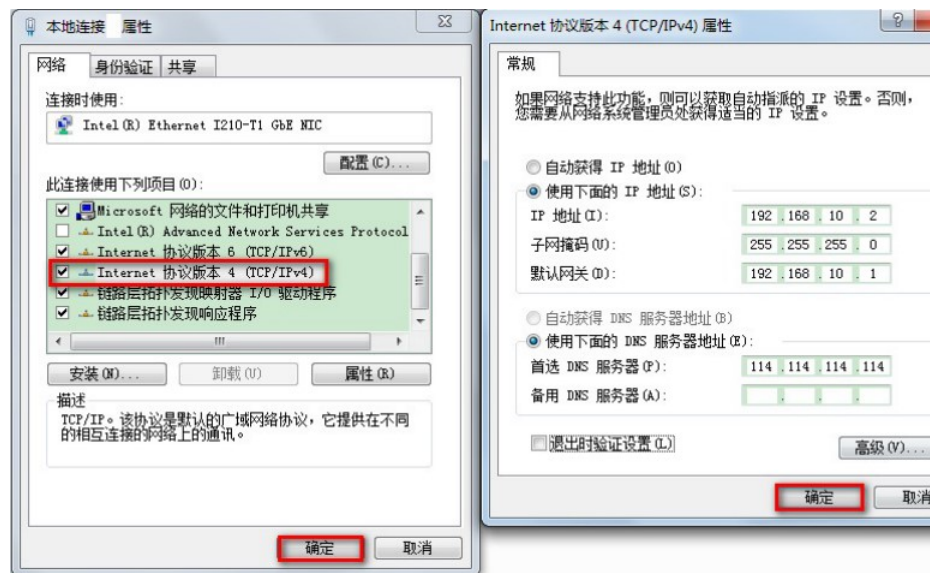 本地连接 属性
网络
身份验证
共享
连接时使用:
Intel(R) Ethernet I210-T1 GbE NIC
配置(C)...
此连接使用下列项目(O):
Microsoft 网络的文件和打印机共享
Intel(R) Advanced Network Services Protocol
Internet 协议版本 6 (TCP/IPv6)
Internet 协议版本 4 (TCP/IPv4)
链路层拓扑发现映射器 I/O 驱动程序
链路层拓扑发现响应程序
安装(N)...
卸载(U)
属性(R)
描述
TCP/IP。该协议是默认的广域网络协议，它提供在不同
的相互连接的网络上的通讯。
确定
取消
Internet 协议版本 4 (TCP/IPv4) 属性
常规
如果网络支持此功能，则可以获取自动指派的 IP 设置。否则，
您需要从网络系统管理员处获得适当的 IP 设置。
自动获得 IP 地址(O)
使用下面的 IP 地址(S):
IP 地址(I): 192 .168 . 10 . 2
子网掩码(U): 255 .255 .255 . 0
默认网关(D): 192 .168 . 10 . 1
自动获得 DNS 服务器地址(B)
使用下面的 DNS 服务器地址(E):
首选 DNS 服务器(P): 114 .114 .114 .114
备用 DNS 服务器(A): . . .
退出时验证设置(L)
高级(V)...
确定
取消